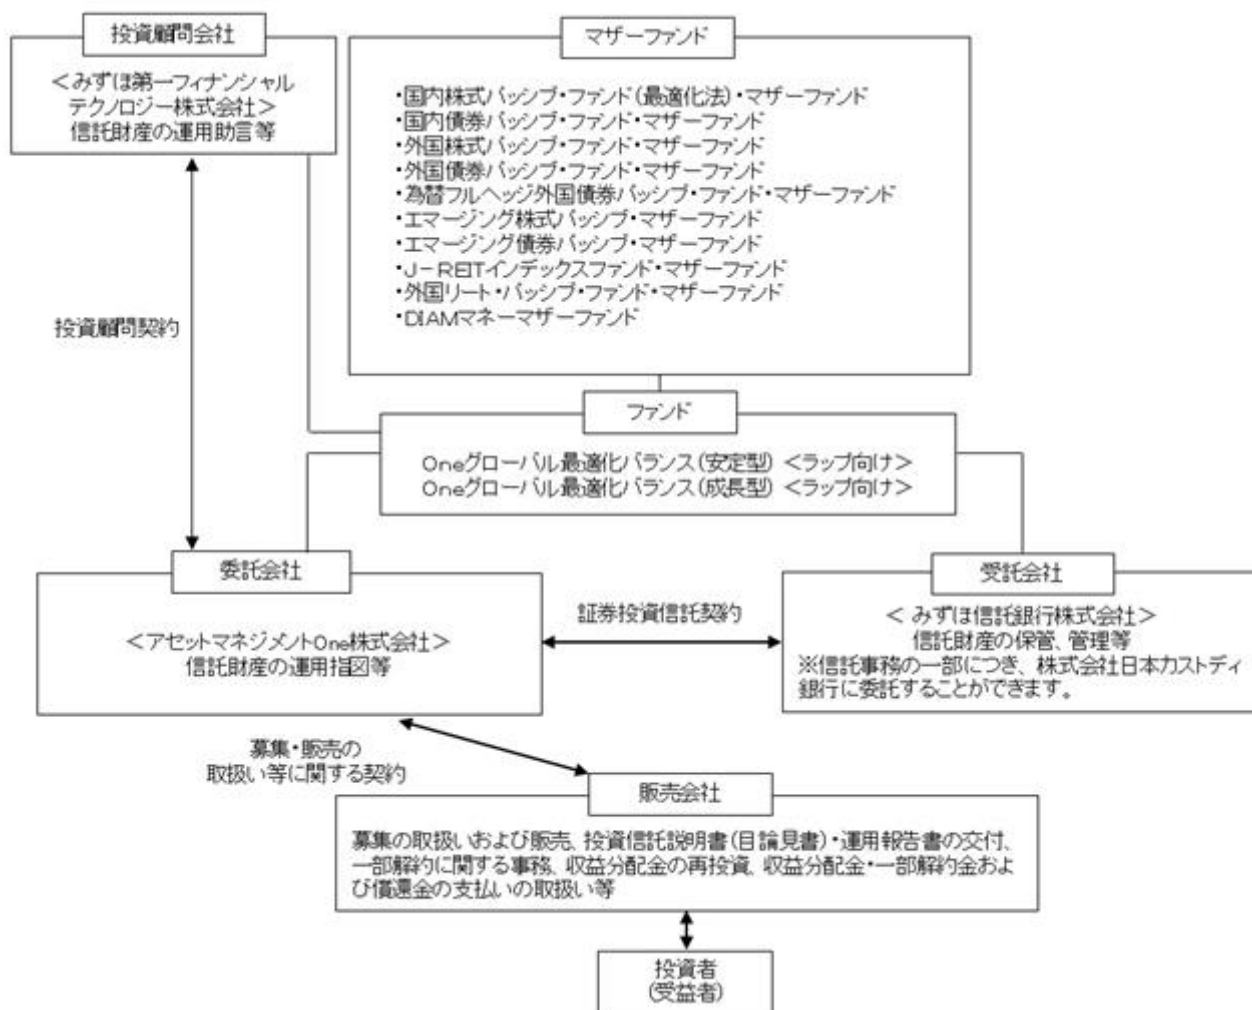 投資顧問会社
<みずほ第一フィナンシャル
テクノロジー株式会社>
信託財産の運用助言等
マザーファンド
・国内株式パッシブ・ファンド(最適化法)・マザーファンド
・国内債券パッシブ・ファンド・マザーファンド
・外国株式パッシブ・ファンド・マザーファンド
・外国債券パッシブ・ファンド・マザーファンド
・為替フルヘッジ外国債券パッシブ・ファンド・マザーファンド
・エマージング株式パッシブ・マザーファンド
・エマージング債券パッシブ・マザーファンド
・J-REITインデックスファンド・マザーファンド
・外国リート・パッシブ・ファンド・マザーファンド
・DIAMマネーマザーファンド
投資顧問契約
ファンド
Oneグローバル最適化バランス(安定型)<ラップ向け>
Oneグローバル最適化バランス(成長型)<ラップ向け>
委託会社
<アセットマネジメントOne株式会社>
信託財産の運用指図等
証券投資信託契約
受託会社
<みずほ信託銀行株式会社>
信託財産の保管、管理等
※信託事務の一部につき、株式会社日本カストディ
銀行に委託することができます。
募集・販売の
取扱い等に関する契約
販売会社
募集の取扱いおよび販売、投資信託説明書(目論見書)・運用報告書の交付、
一部解約に関する事務、収益分配金の再投資、収益分配金・一部解約金およ
び償還金の支払いの取扱い等
投資者
(受益者)